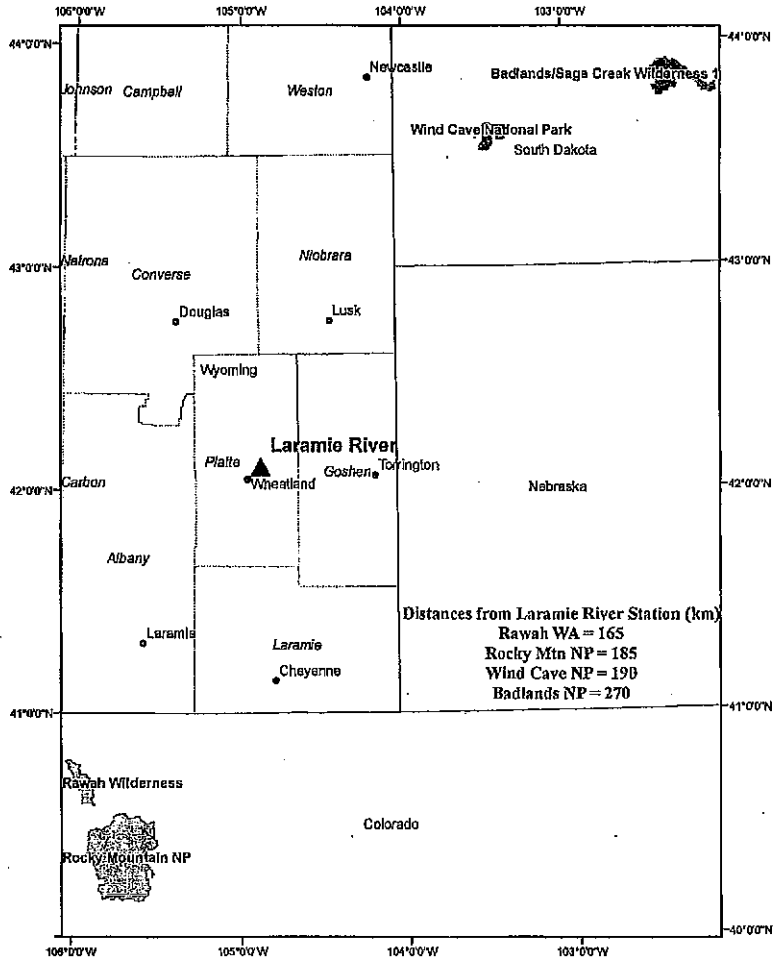 106°0'0"W 105°0'0"W 104°0'0"W 103°0'0"W
44°0'0"N 44°0'0"N
Newcastle
Badlands/Sage Creek Wilderness 1
Johnson Campbell Weston
Wind Cave National Park
South Dakota
43°0'0"N 43°0'0"N
Natrona Converse Niobrara
Douglas Lusk
Wyoming
Laramie River
Platte Goshen Torrington
42°0'0"N Carbon Wheatland Nebraska 42°0'0"N
Albany
Laramie Laramie
Cheyenne
Distances from Laramie River Station (km)
Rawah WA = 165
Rocky Mtn NP = 185
Wind Cave NP = 190
Badlands NP = 270
41°0'0"N 41°0'0"N
Rawah Wilderness
Colorado
Rocky Mountain NP
40°0'0"N
106°0'0"W 105°0'0"W 104°0'0"W 103°0'0"W